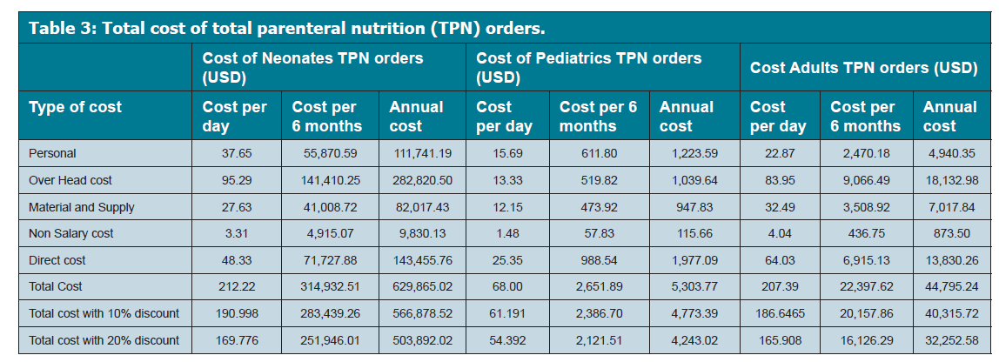 Table 3: Total cost of total parenteral nutrition (TPN) orders.
Cost of Neonates TPN orders (USD) Cost of Pediatrics TPN orders (USD) Cost Adults TPN orders (USD)
Type of cost Cost per day Cost per 6 months Annual cost Cost per day Cost per 6 months Annual cost Cost per day Cost per 6 months Annual cost
Personal 37.65 55,870.59 111,741.19 15.69 611.80 1,223.59 22.87 2,470.18 4,940.35
Over Head cost 95.29 141,410.25 282,820.50 13.33 519.82 1,039.64 83.95 9,066.49 18,132.98
Material and Supply 27.63 41,008.72 82,017.43 12.15 473.92 947.83 32.49 3,508.92 7,017.84
Non Salary cost 3.31 4,915.07 9,830.13 1.48 57.83 115.66 4.04 436.75 873.50
Direct cost 48.33 71,727.88 143,455.76 25.35 988.54 1,977.09 64.03 6,915.13 13,830.26
Total Cost 212.22 314,932.51 629,865.02 68.00 2,651.89 5,303.77 207.39 22,397.62 44,795.24
Total cost with 10% discount 190.998 283,439.26 566,878.52 61.191 2,386.70 4,773.39 186.6465 20,157.86 40,315.72
Total cost with 20% discount 169.776 251,946.01 503,892.02 54.392 2,121.51 4,243.02 165.908 16,126.29 32,252.58